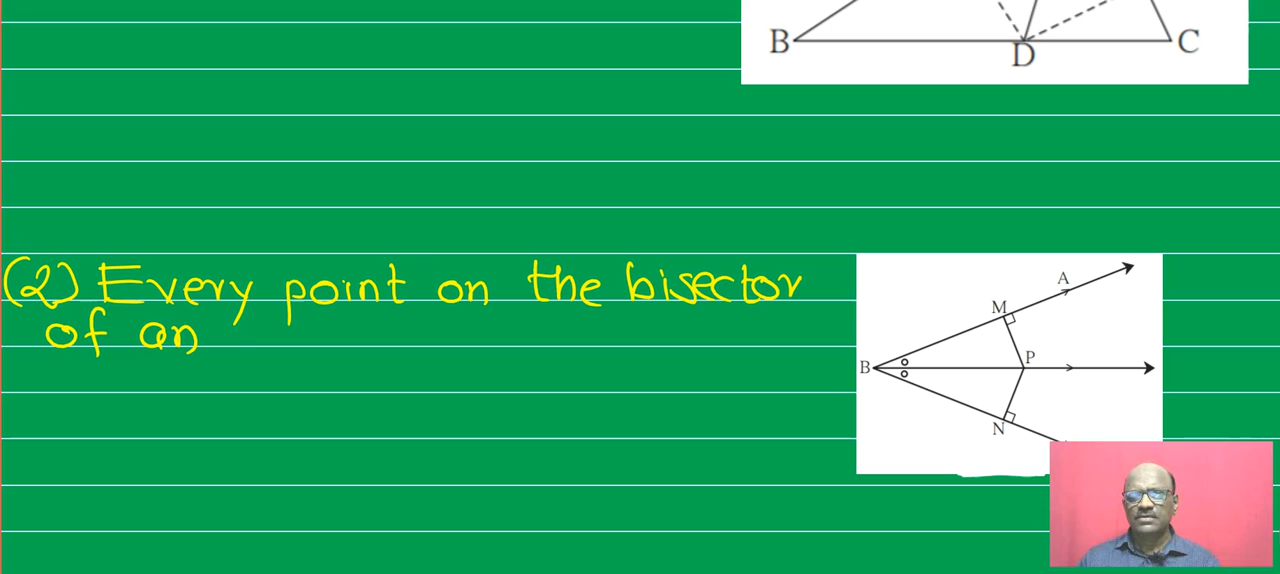 B D C
(2) Every point on the bisector
of an
A
M
B P
N